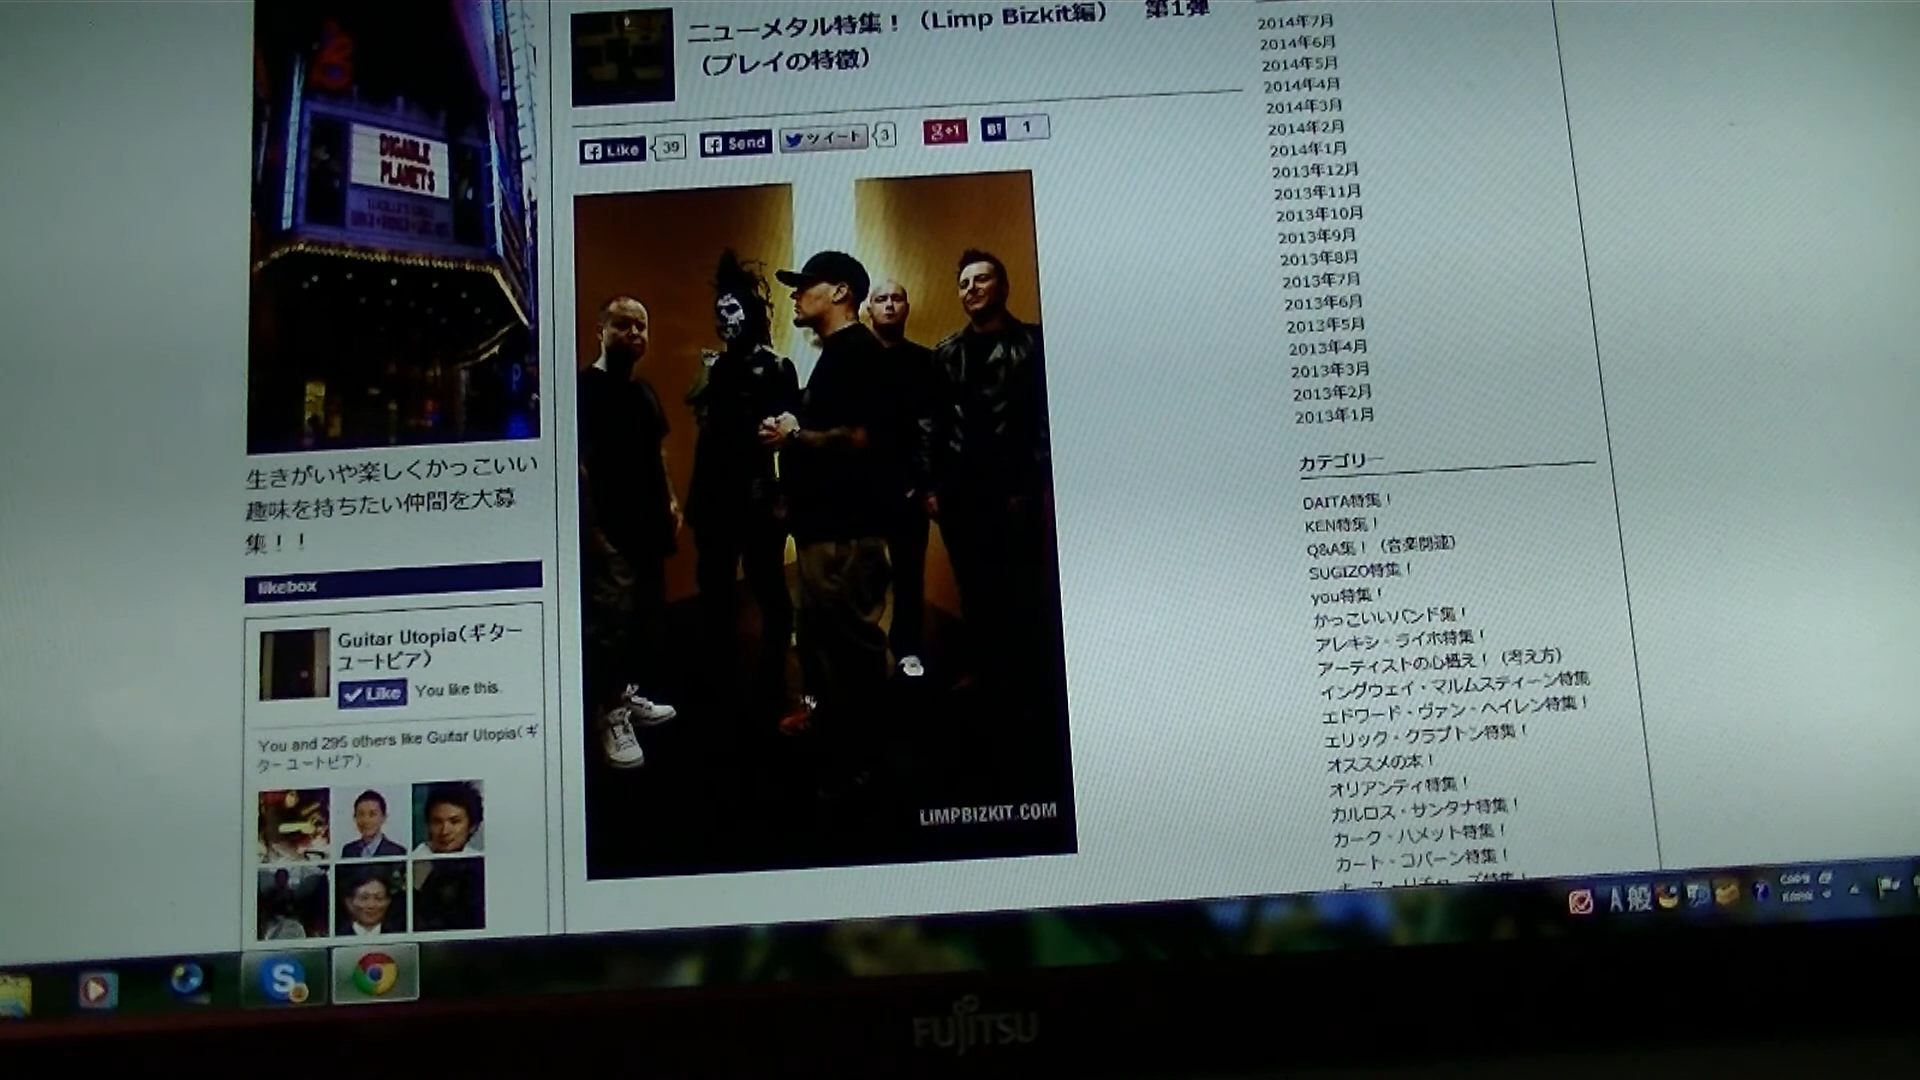 DIGABLE
PLANETS
生きがいや楽しくかっこいい
趣味を持ちたい仲間を大募
集！！
likebox
Guitar Utopia(ギター
ユートピア)
Like You like this.
You and 295 others like Guitar Utopia(ギ
ターユートピア).
ニューメタル特集！（Limp Bizkit編） 第1弾
（プレイの特徴）
Like 39 Send ツイート 3 g+1 B! 1
LIMPBIZKIT.COM
2014年7月
2014年6月
2014年5月
2014年4月
2014年3月
2014年2月
2014年1月
2013年12月
2013年11月
2013年10月
2013年9月
2013年8月
2013年7月
2013年6月
2013年5月
2013年4月
2013年3月
2013年2月
2013年1月
カテゴリー
DAITA特集！
KEN特集！
Q&A集！（音楽関連）
SUGIZO特集！
you特集！
かっこいいバンド集！
アレキシ・ライホ特集！
アーティストの心構え！（考え方）
イングウェイ・マルムスティーン特集
エドワード・ヴァン・ヘイレン特集！
エリック・クラプトン特集！
オススメの本！
オリアンティ特集！
カルロス・サンタナ特集！
カーク・ハメット特集！
カート・コバーン特集！
A 般
CAPS
KANA
FUJITSU